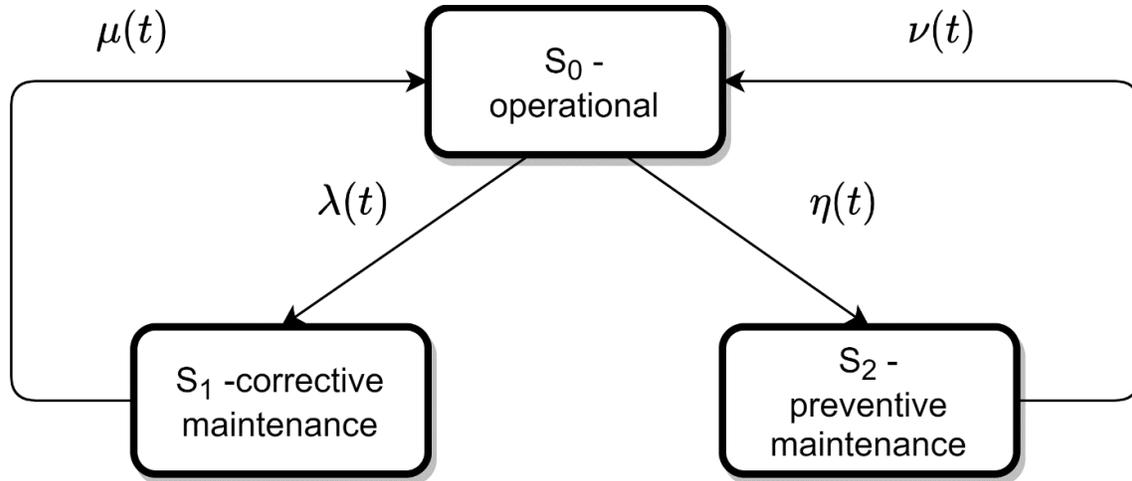 μ(t)
S₀ -
operational
ν(t)
λ(t)
η(t)
S₁ -corrective
maintenance
S₂ -
preventive
maintenance